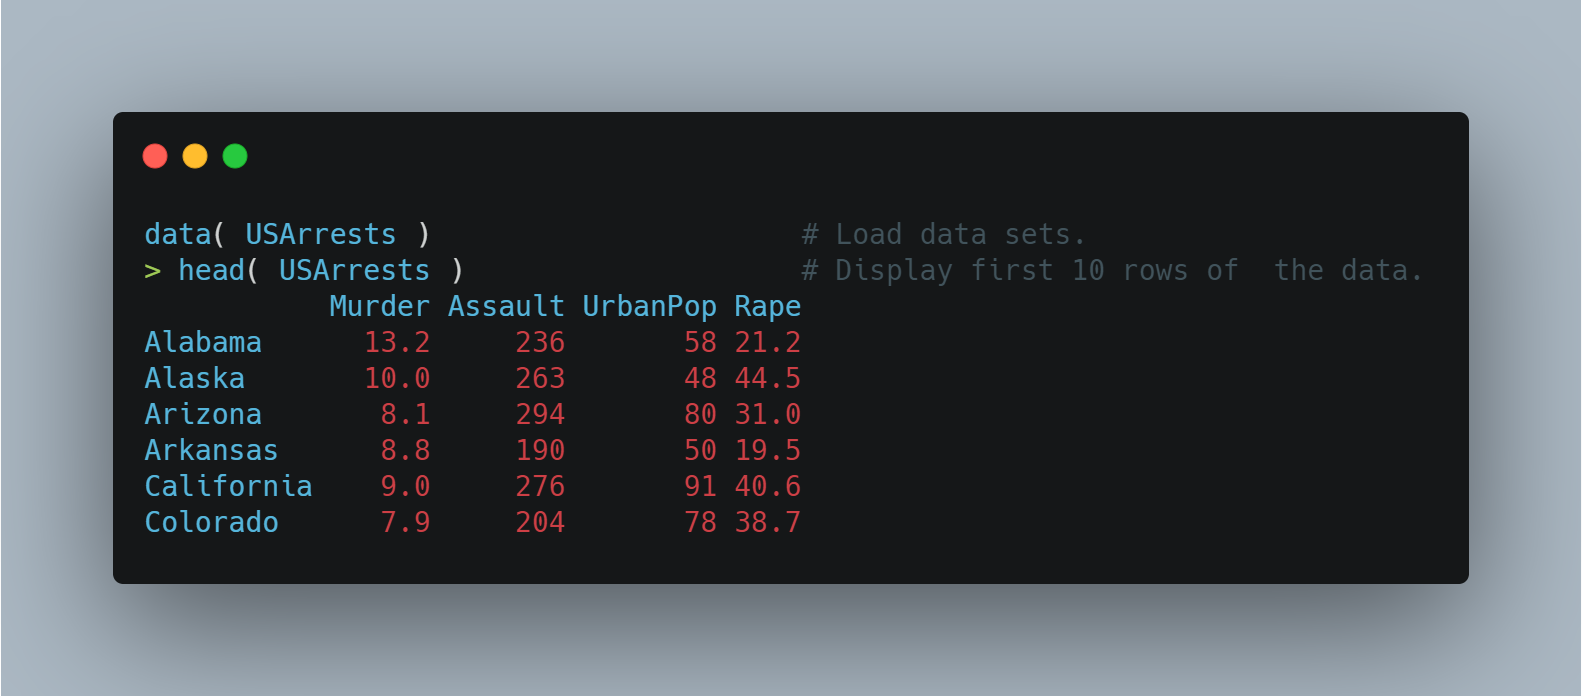 data( USArrests )                      # Load data sets.
> head( USArrests )                    # Display first 10 rows of  the data.
           Murder Assault UrbanPop Rape
Alabama      13.2     236       58 21.2
Alaska       10.0     263       48 44.5
Arizona       8.1     294       80 31.0
Arkansas      8.8     190       50 19.5
California    9.0     276       91 40.6
Colorado      7.9     204       78 38.7